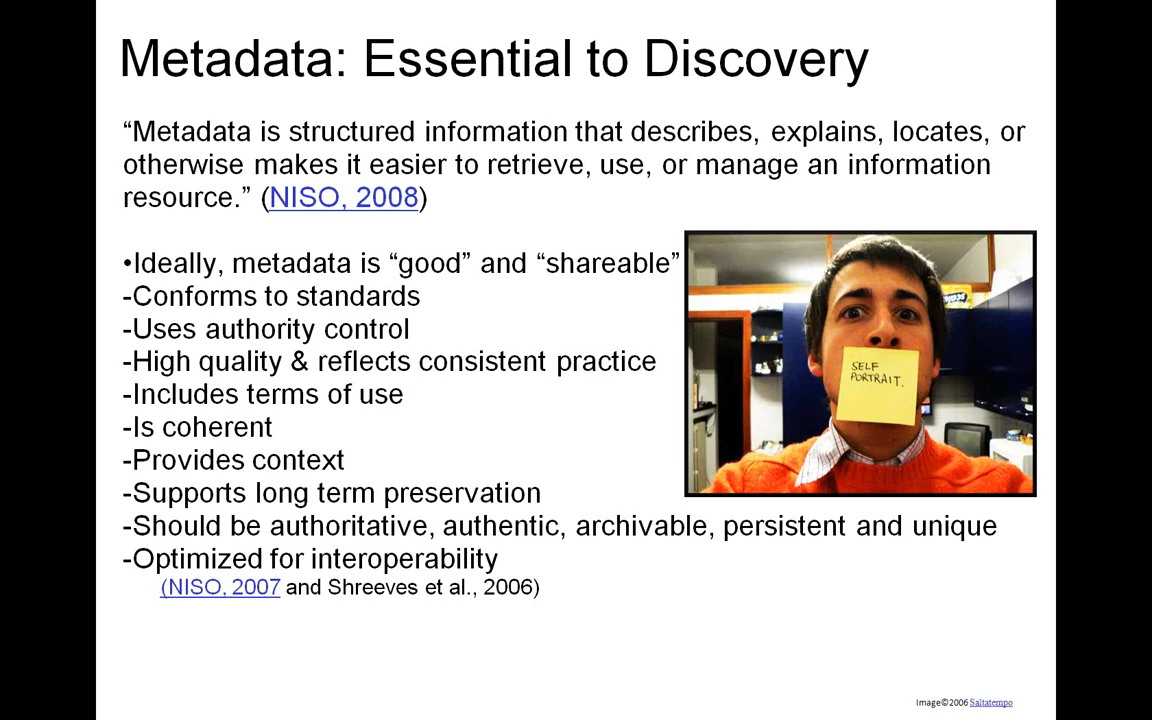 Metadata: Essential to Discovery
“Metadata is structured information that describes, explains, locates, or
otherwise makes it easier to retrieve, use, or manage an information
resource.” (NISO, 2008)
•Ideally, metadata is “good” and “shareable”
-Conforms to standards
-Uses authority control
-High quality & reflects consistent practice
-Includes terms of use
-Is coherent
-Provides context
-Supports long term preservation
-Should be authoritative, authentic, archivable, persistent and unique
-Optimized for interoperability
(NISO, 2007 and Shreeves et al., 2006)
SELF
PORTRAIT.
Image©2006 Saltatempo